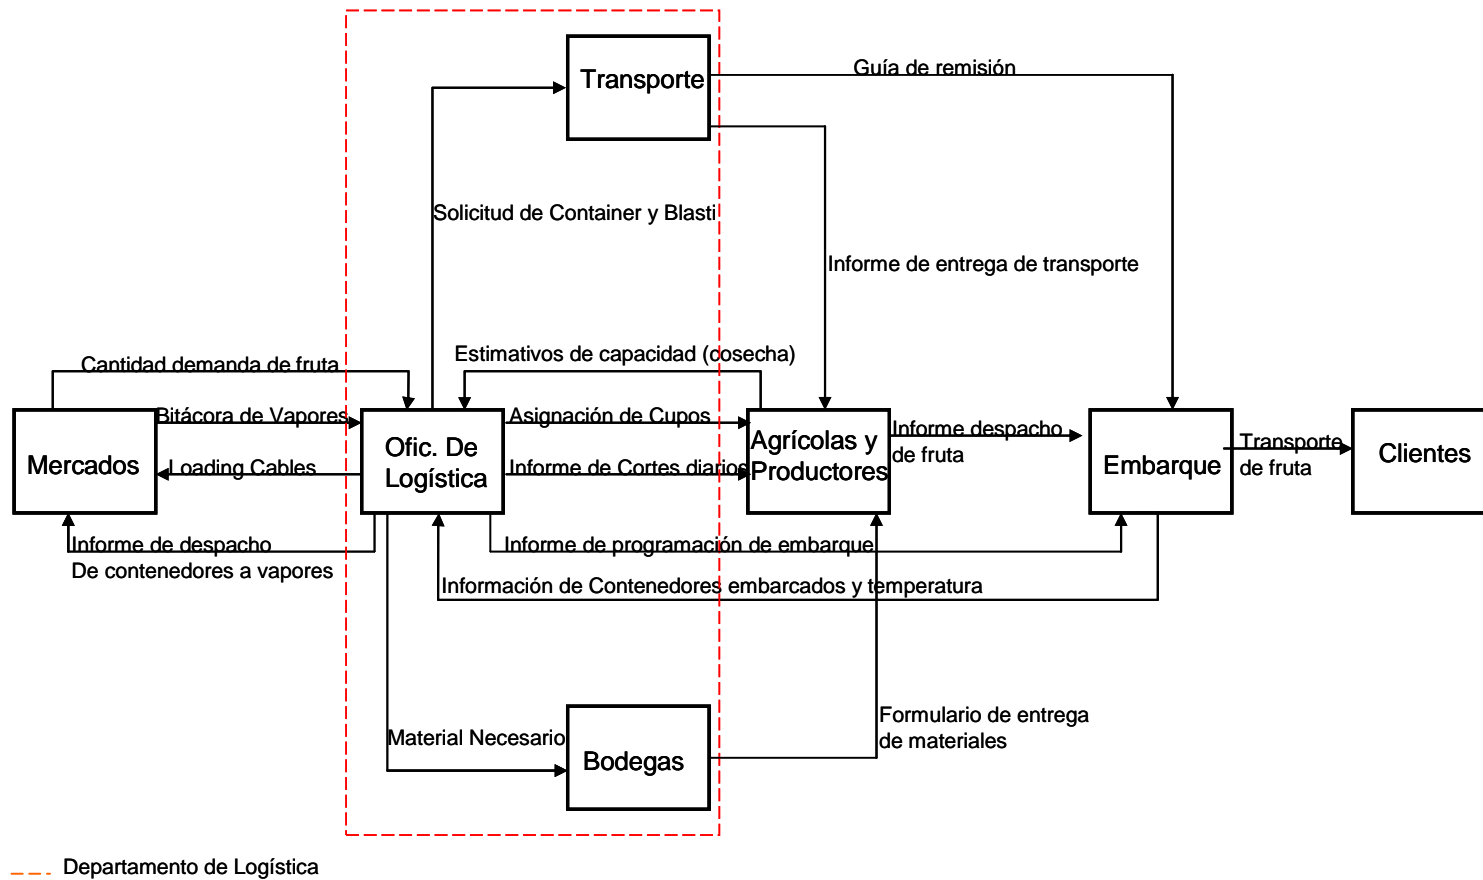 Transporte
Guía de remisión
Solicitud de Container y Blasti
Informe de entrega de transporte
Cantidad demanda de fruta
Estimativos de capacidad (cosecha)
Bitácora de Vapores
Asignación de Cupos
Mercados
Loading Cables
Ofic. De
Logística
Informe de Cortes diarios
Agrícolas y
Productores
Informe despacho
de fruta
Embarque
Transporte
de fruta
Clientes
Informe de despacho
De contenedores a vapores
Informe de programación de embarque
Información de Contenedores embarcados y temperatura
Material Necesario
Bodegas
Formulario de entrega
de materiales
Departamento de Logística